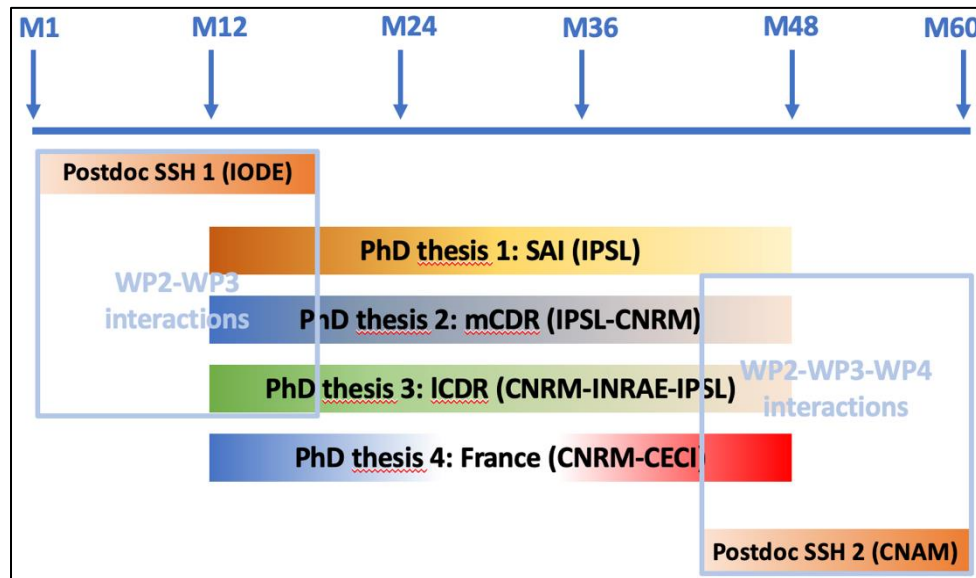 M1 M12 M24 M36 M48 M60
Postdoc SSH 1 (IODE)
PhD thesis 1: SAI (IPSL)
WP2-WP3
interactions
PhD thesis 2: mCDR (IPSL-CNRM)
WP2-WP3-WP4
interactions
PhD thesis 3: lCDR (CNRM-INRAE-IPSL)
PhD thesis 4: France (CNRM-CECI)
Postdoc SSH 2 (CNAM)